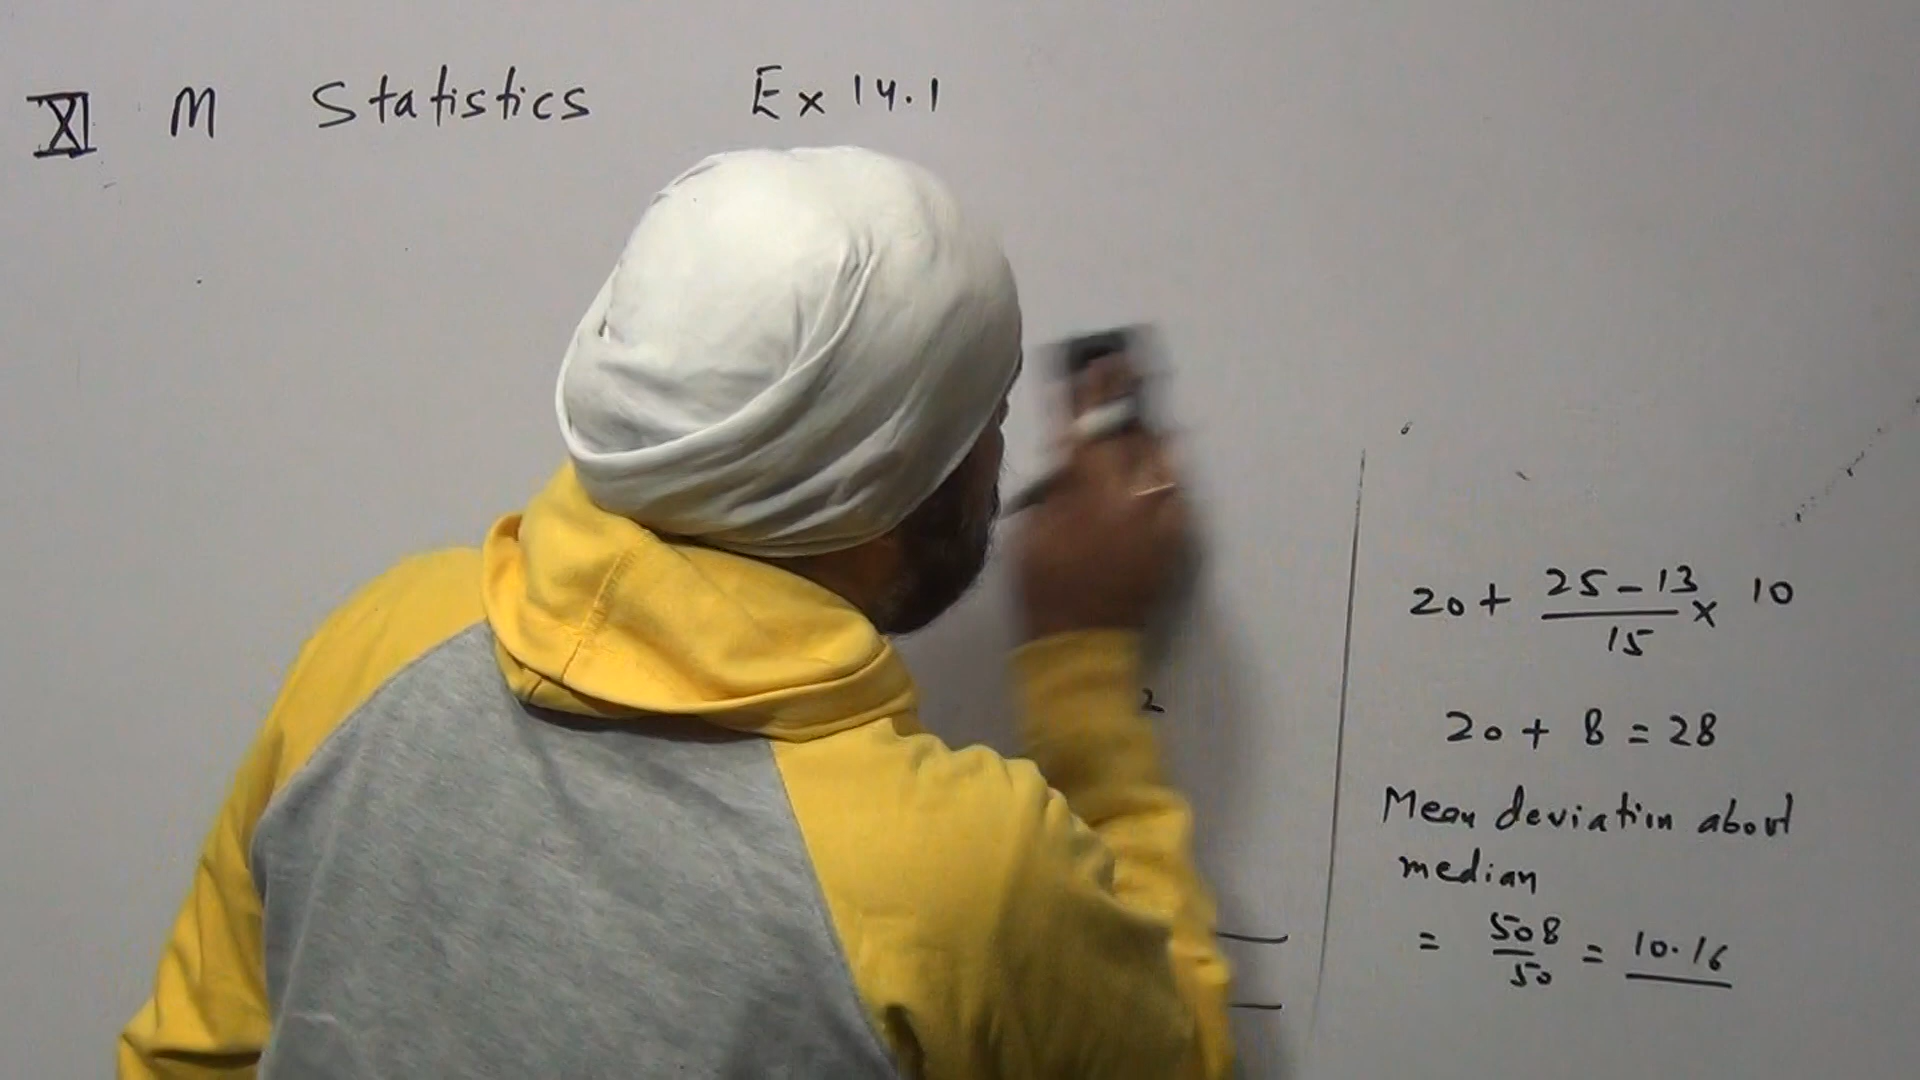 XI M Statistics Ex 14.1
2
20 + 25 - 13 / 15 × 10
20 + 8 = 28
Mean deviation about
median
= 508 / 50 = 10.16